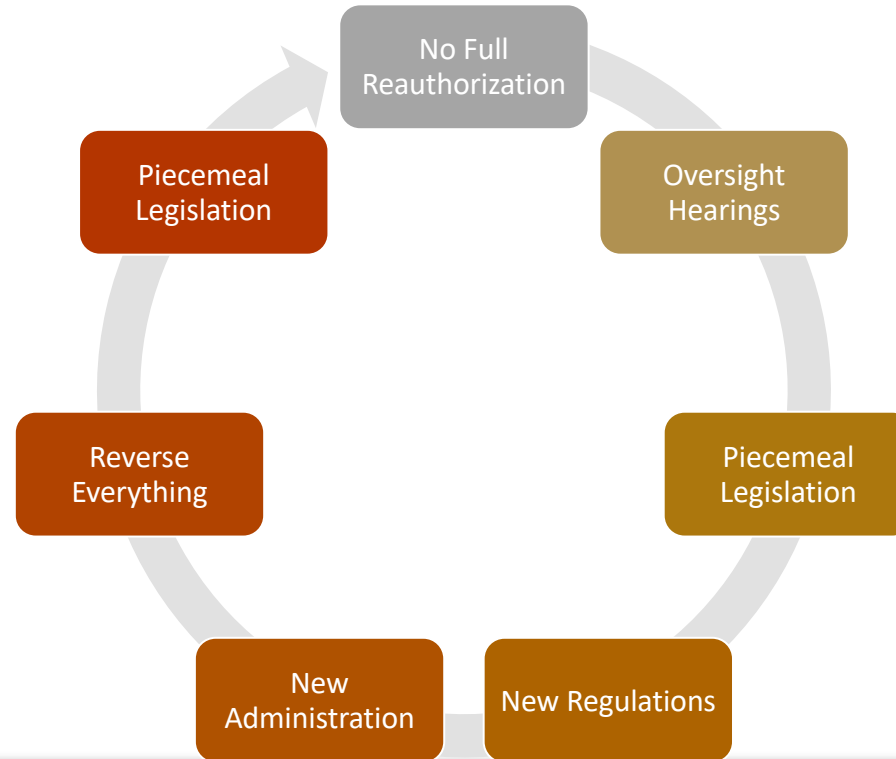 No Full
Reauthorization
Oversight
Hearings
Piecemeal
Legislation
New Regulations
New
Administration
Reverse
Everything
Piecemeal
Legislation